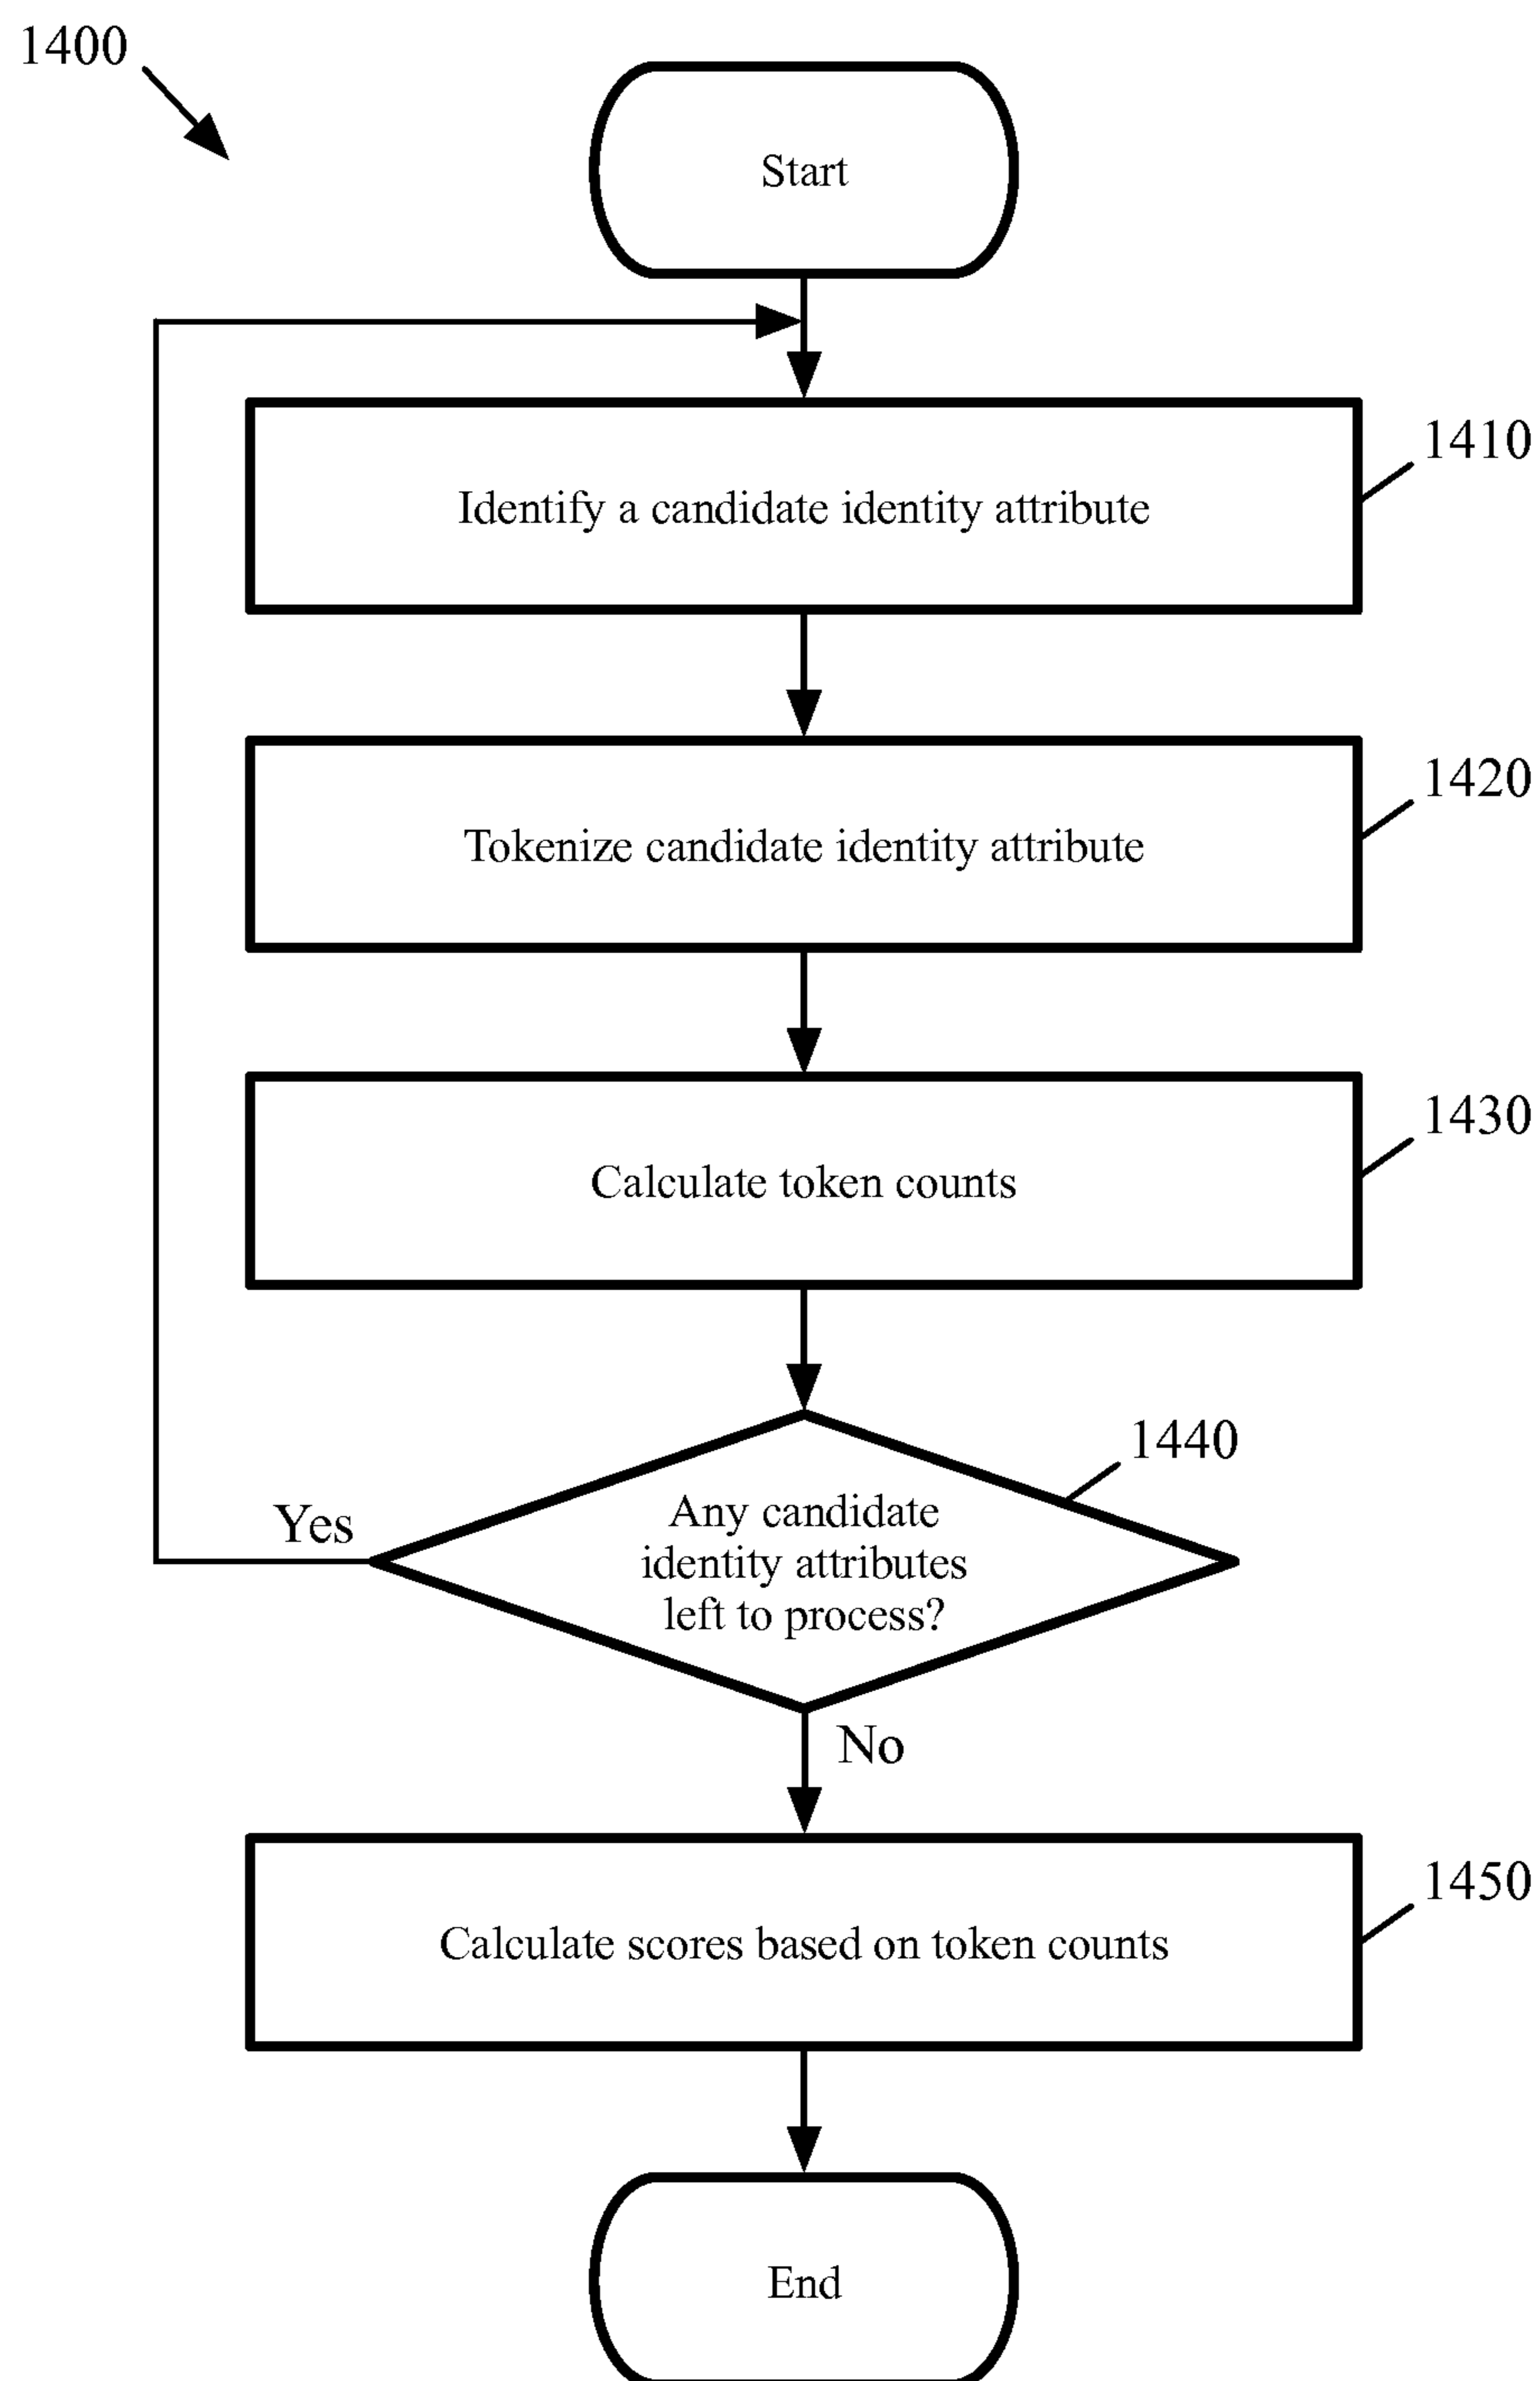 1400
Start
Identify a candidate identity attribute
1410
Tokenize candidate identity attribute
1420
Calculate token counts
1430
1440
Any candidate
identity attributes
left to process?
Yes
No
Calculate scores based on token counts
1450
End